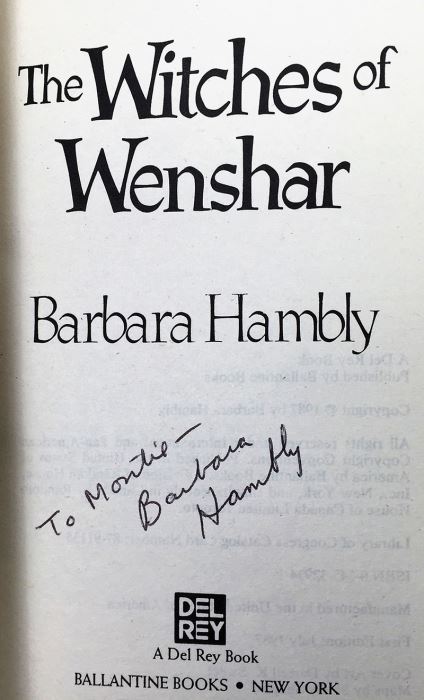 The Witches of
Wenshar
Barbara Hambly
To Montie-
Barbara
Hambly
DEL
REY
A Del Rey Book
BALLANTINE BOOKS • NEW YORK